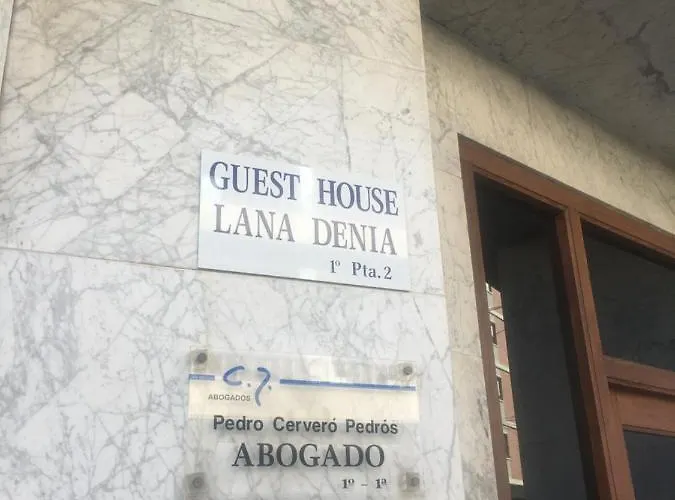 GUEST HOUSE
LANA DENIA
1º Pta.2
C.P.
ABOGADOS
Pedro Cerveró Pedrós
ABOGADO
1º - 1ª